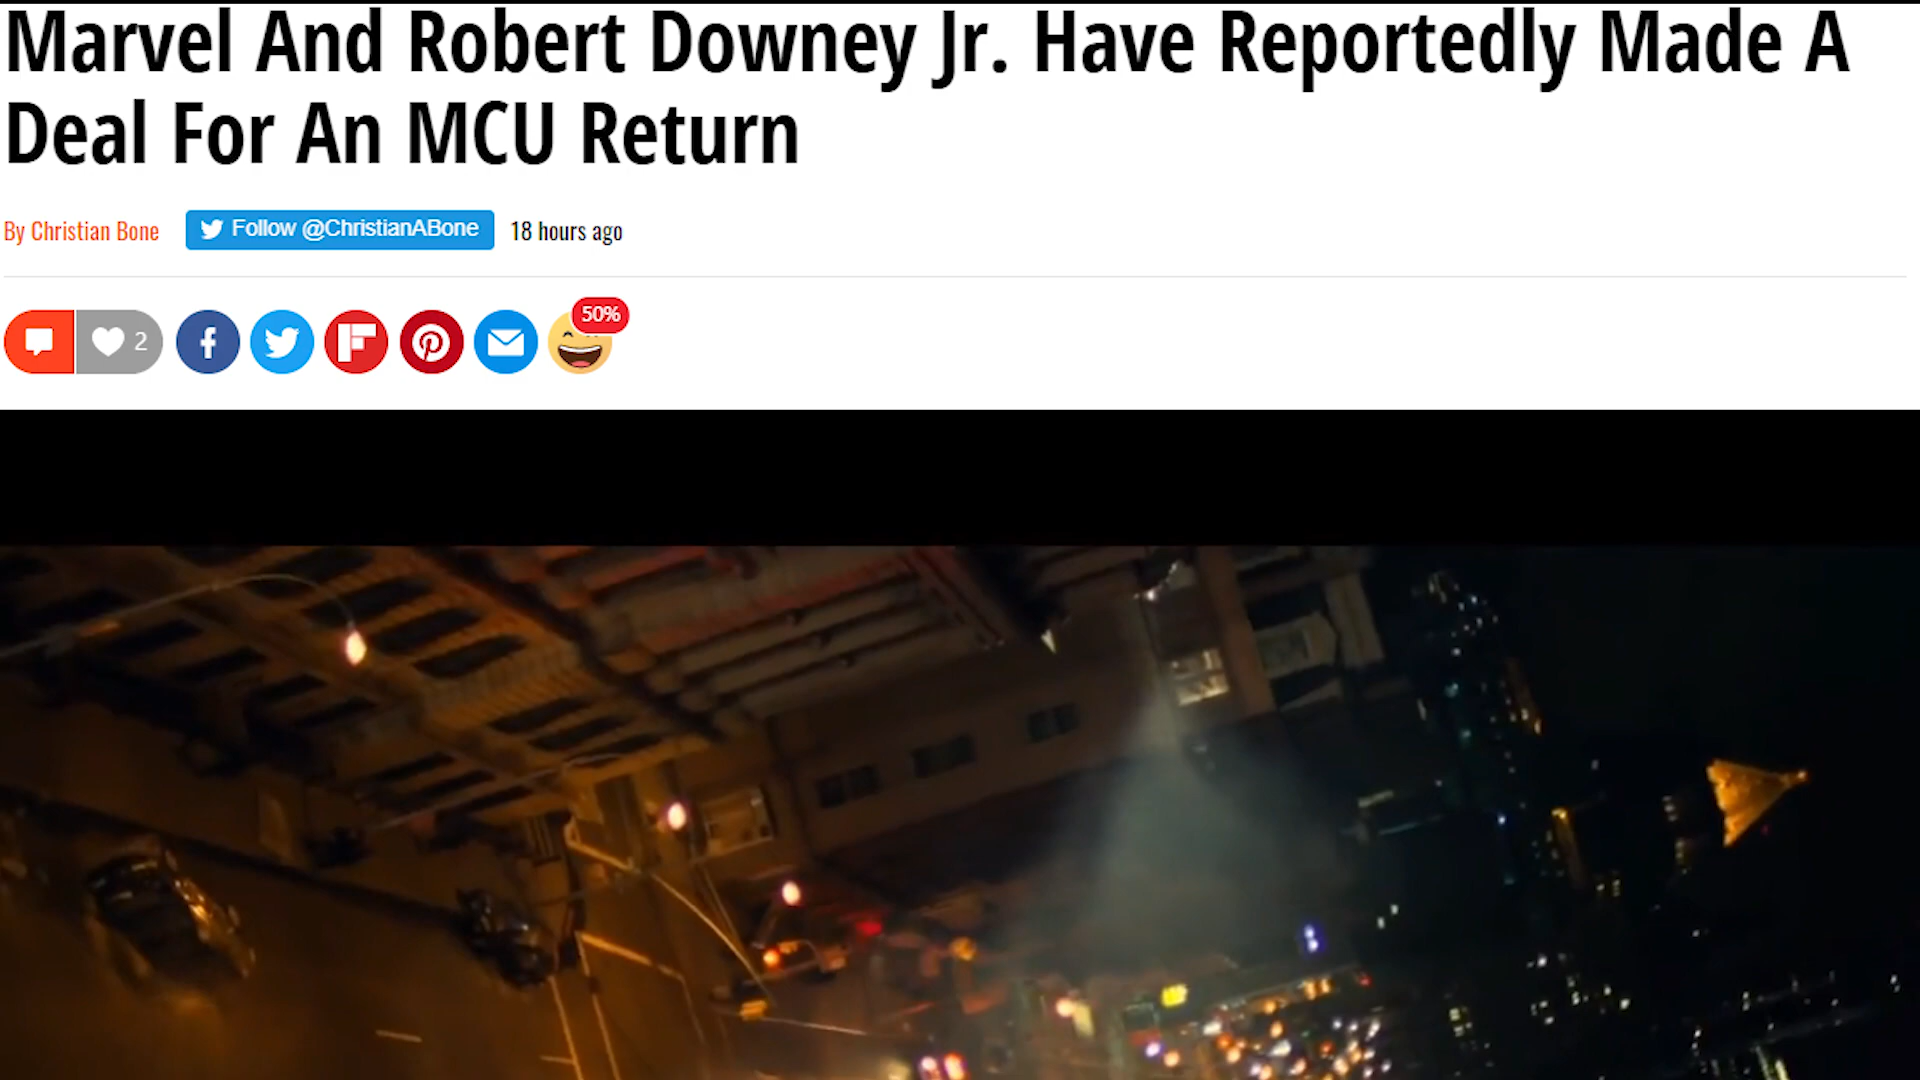 Marvel And Robert Downey Jr. Have Reportedly Made A
Deal For An MCU Return
By Christian Bone Follow @ChristianABone 18 hours ago
2 50%